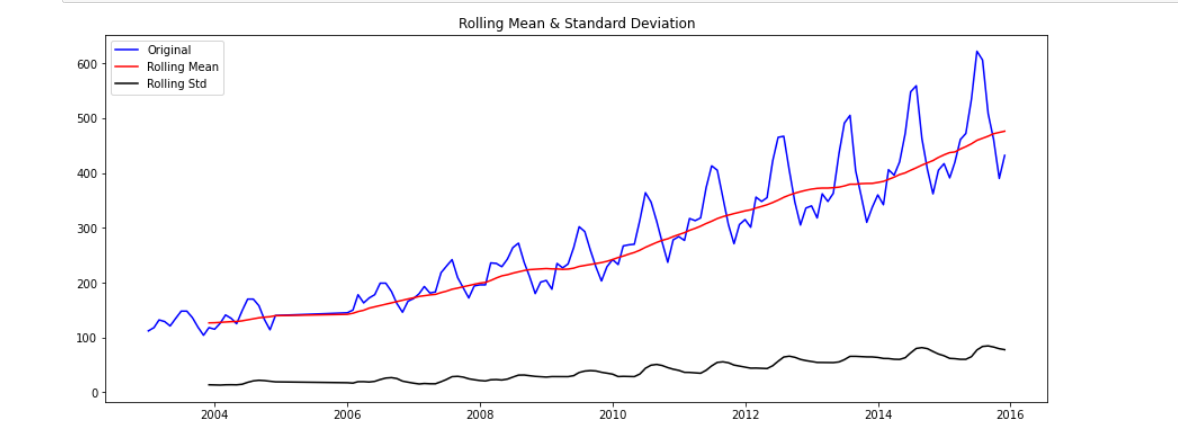 Rolling Mean & Standard Deviation
Original
Rolling Mean
Rolling Std
600
500
400
300
200
100
0
2004 2006 2008 2010 2012 2014 2016